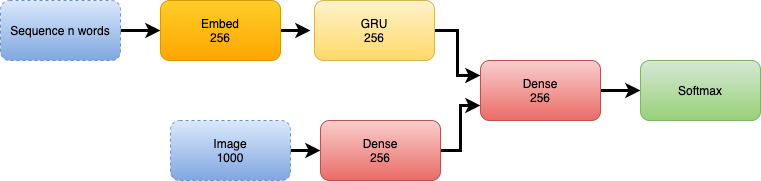 Sequence n words
Embed
256
GRU
256
Dense
256
Softmax
Image
1000
Dense
256